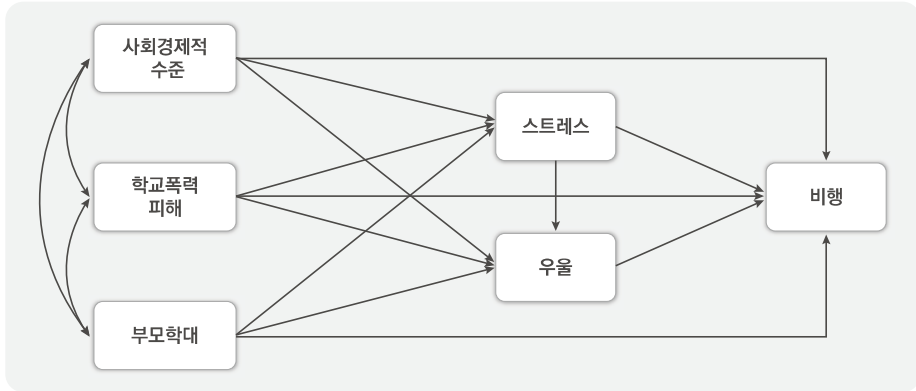 사회경제적
수준
스트레스
학교폭력
피해
비행
우울
부모학대